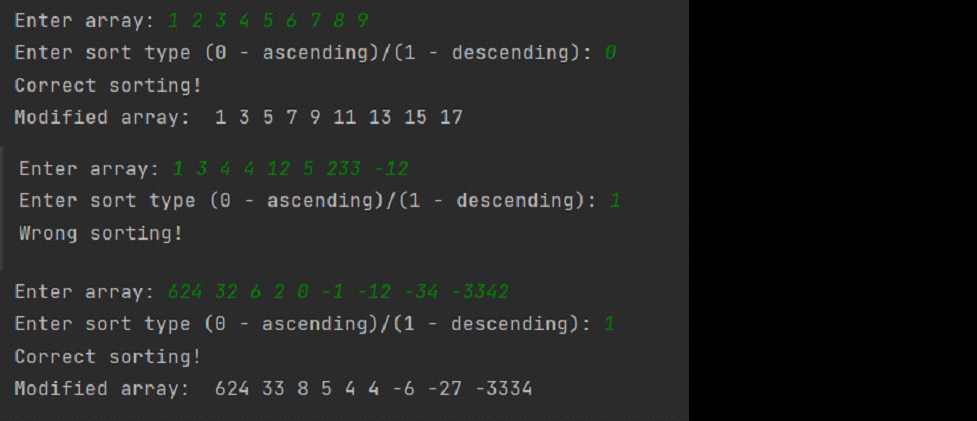 Enter array: 1 2 3 4 5 6 7 8 9
Enter sort type (0 - ascending)/(1 - descending): 0
Correct sorting!
Modified array:  1 3 5 7 9 11 13 15 17
Enter array: 1 3 4 4 12 5 233 -12
Enter sort type (0 - ascending)/(1 - descending): 1
Wrong sorting!
Enter array: 624 32 6 2 0 -1 -12 -34 -3342
Enter sort type (0 - ascending)/(1 - descending): 1
Correct sorting!
Modified array:  624 33 8 5 4 4 -6 -27 -3334